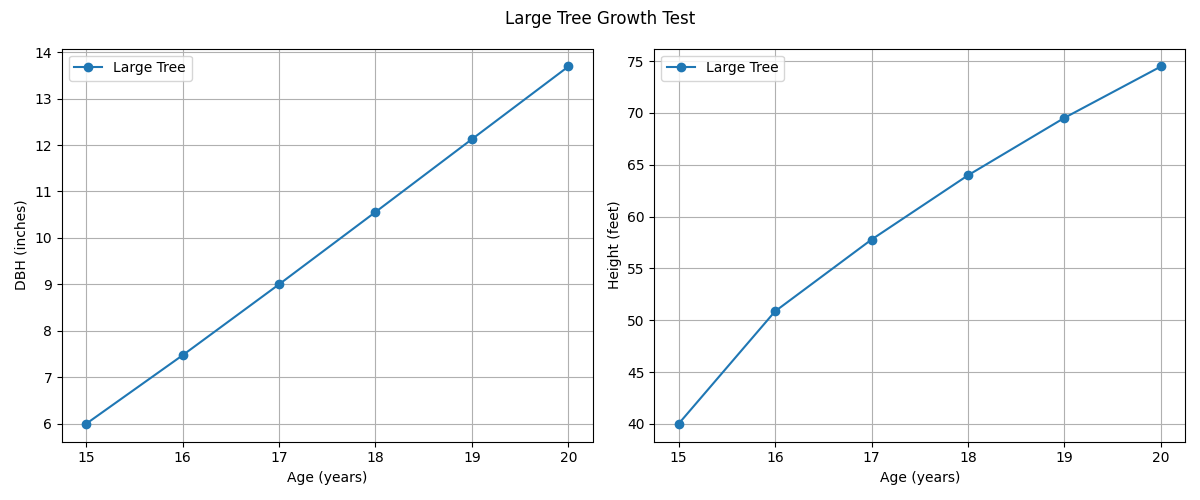 Large Tree Growth Test
Large Tree
14
13
12
11
10
9
8
7
6
DBH (inches)
15 16 17 18 19 20
Age (years)
Large Tree
75
70
65
60
55
50
45
40
Height (feet)
15 16 17 18 19 20
Age (years)